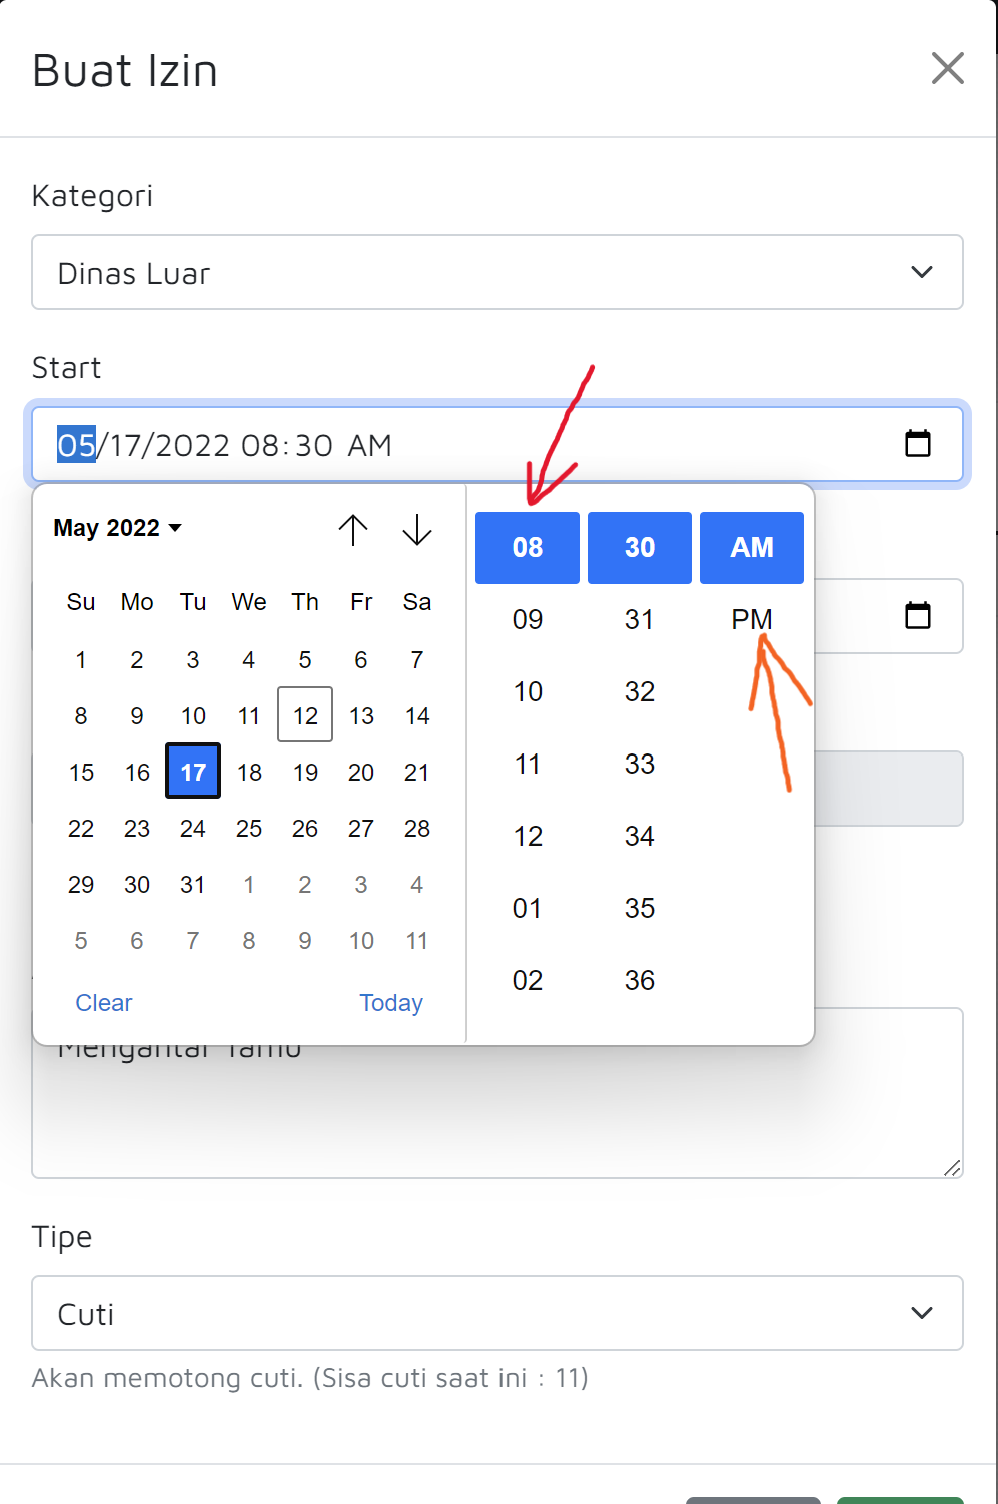 Buat Izin
Kategori
Dinas Luar
Start
05/17/2022 08:30 AM
May 2022
Su Mo Tu We Th Fr Sa
1 2 3 4 5 6 7
8 9 10 11 12 13 14
15 16 17 18 19 20 21
22 23 24 25 26 27 28
29 30 31 1 2 3 4
5 6 7 8 9 10 11
Clear Today
08 30 AM
09 31 PM
10 32
11 33
12 34
01 35
02 36
Mengantar Tamu
Tipe
Cuti
Akan memotong cuti. (Sisa cuti saat ini : 11)